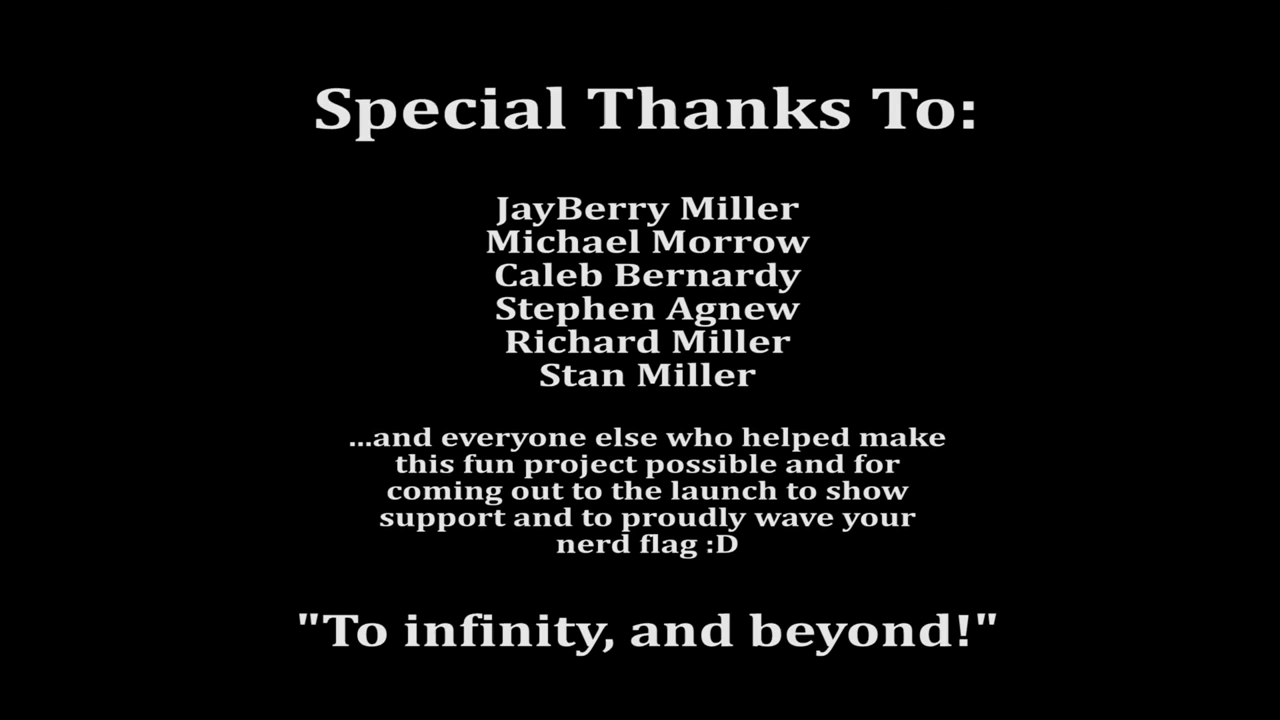 Special Thanks To:
JayBerry Miller
Michael Morrow
Caleb Bernardy
Stephen Agnew
Richard Miller
Stan Miller
...and everyone else who helped make
this fun project possible and for
coming out to the launch to show
support and to proudly wave your
nerd flag :D
"To infinity, and beyond!"